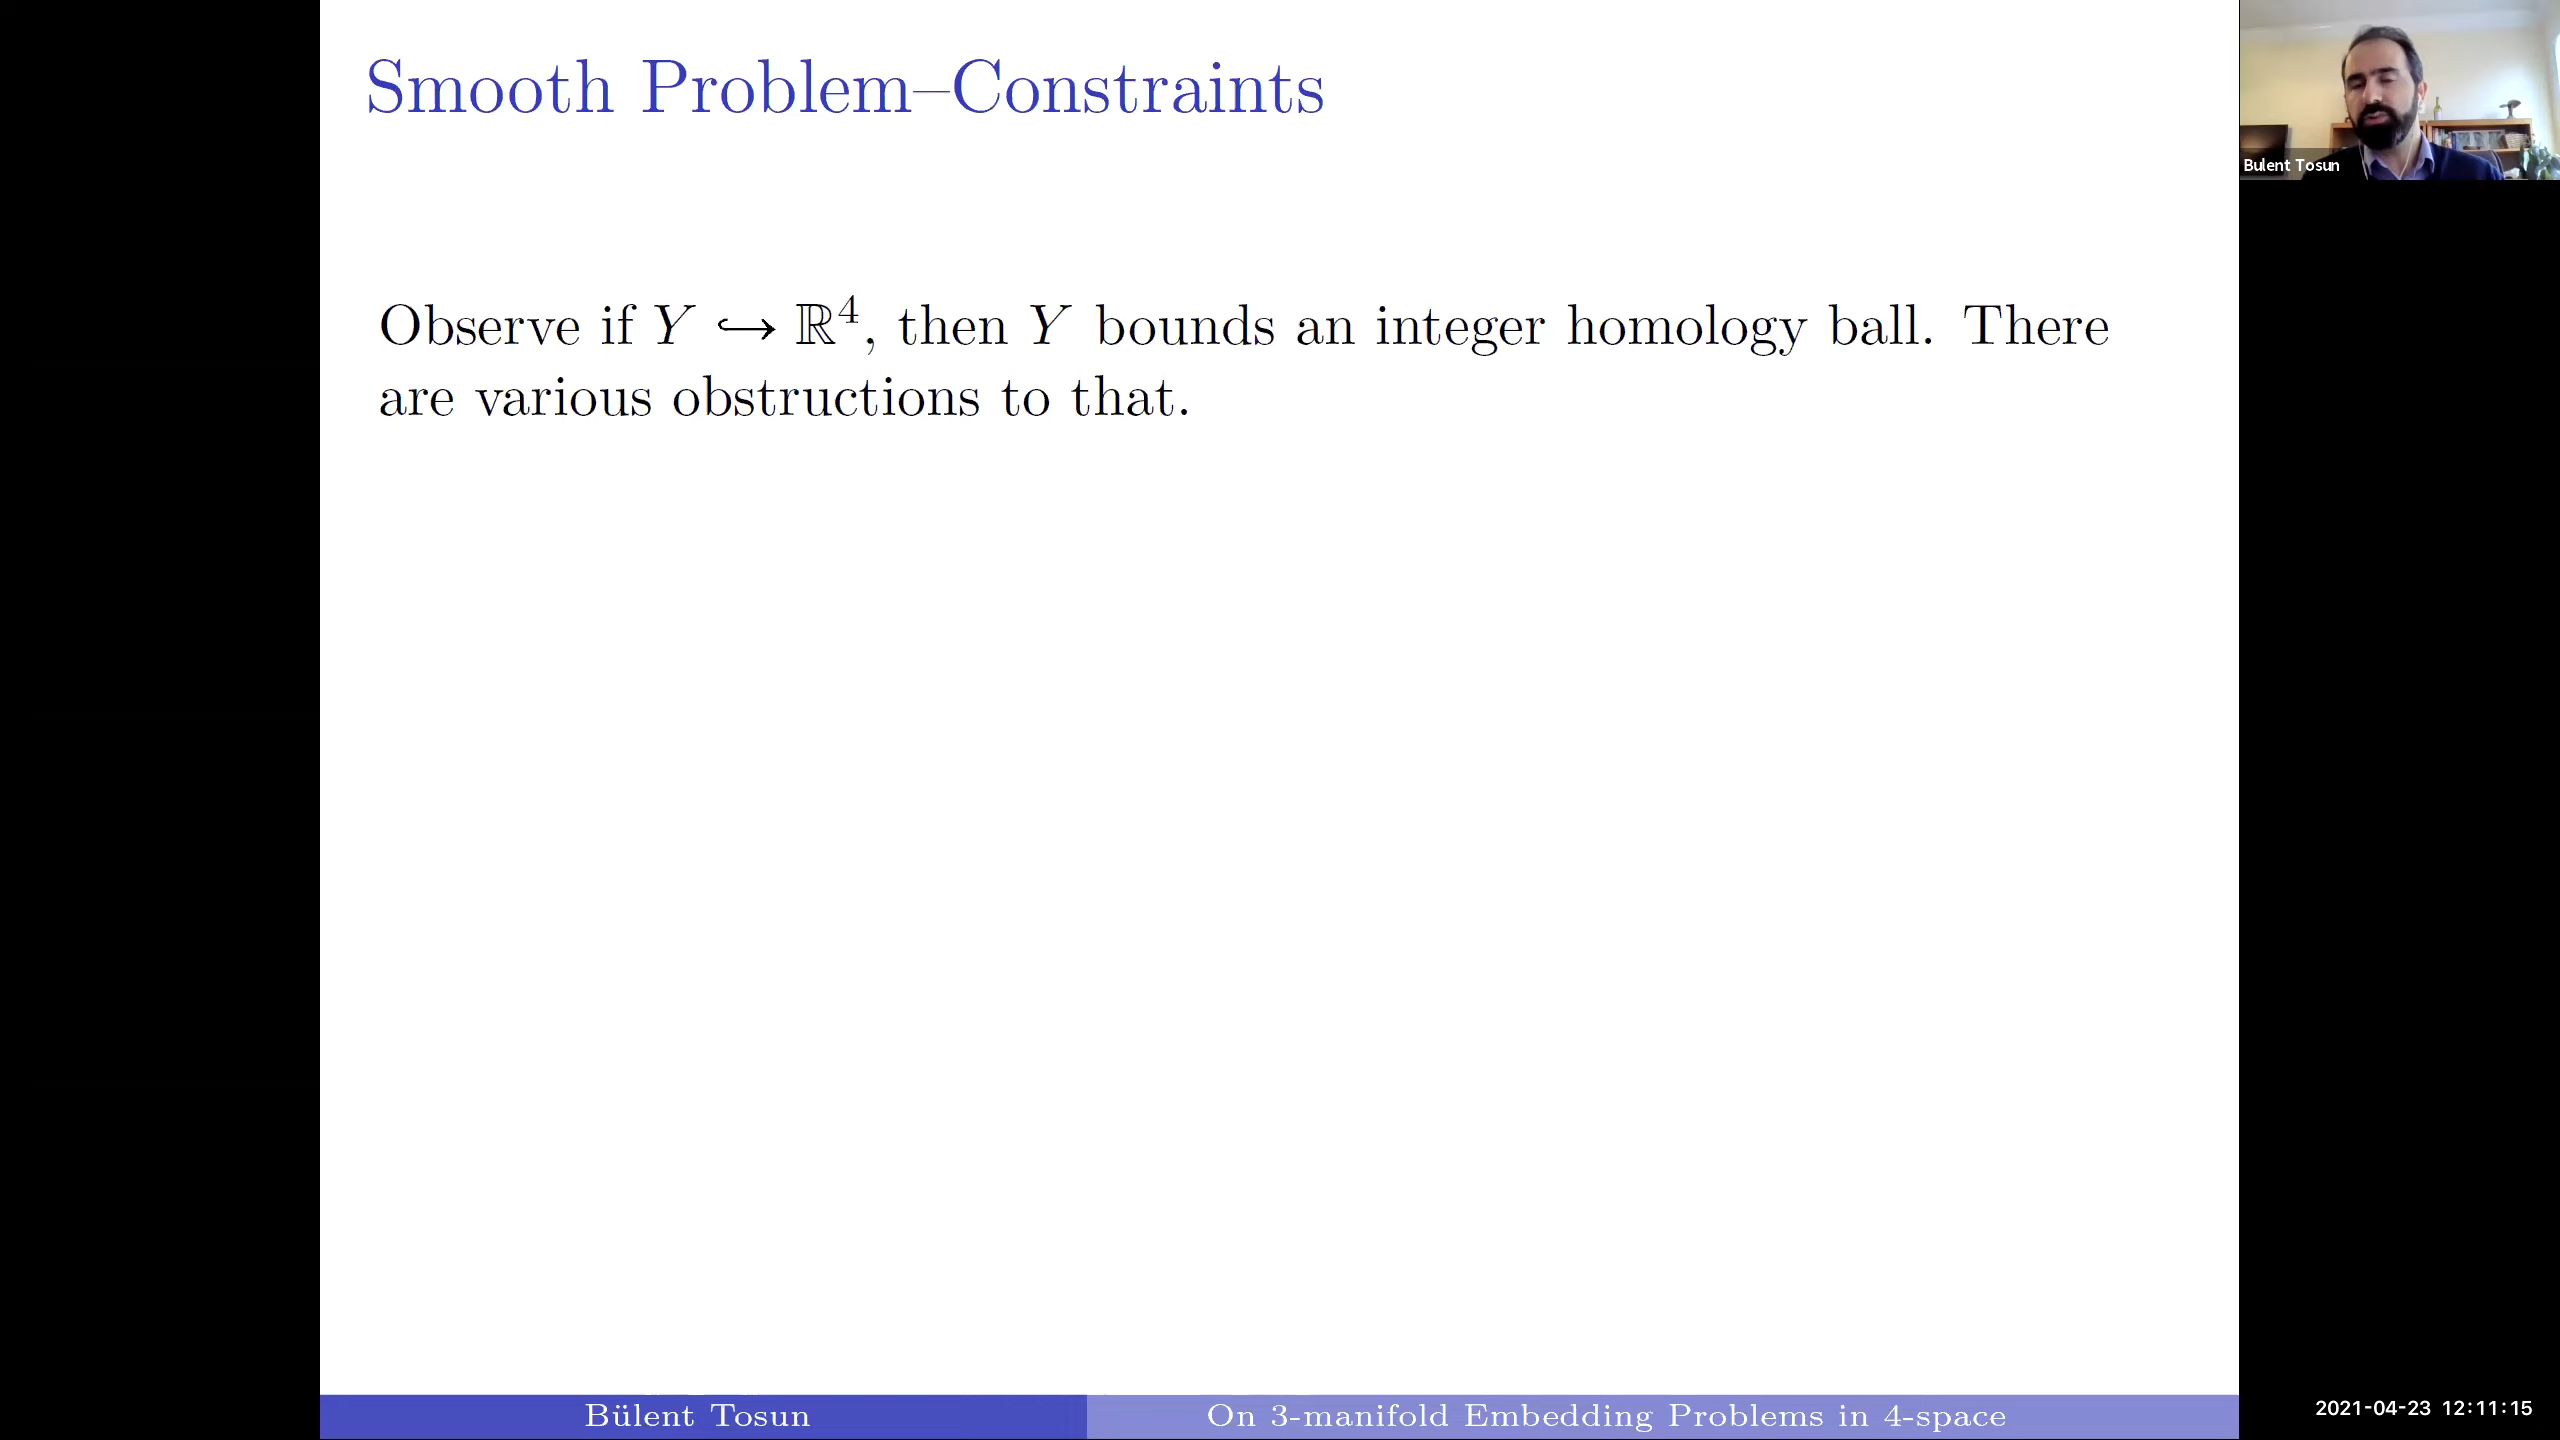 Smooth Problem–Constraints
Bulent Tosun
Observe if Y ↪ ℝ⁴, then Y bounds an integer homology ball. There
are various obstructions to that.
Bülent Tosun
On 3-manifold Embedding Problems in 4-space
2021-04-23 12:11:15